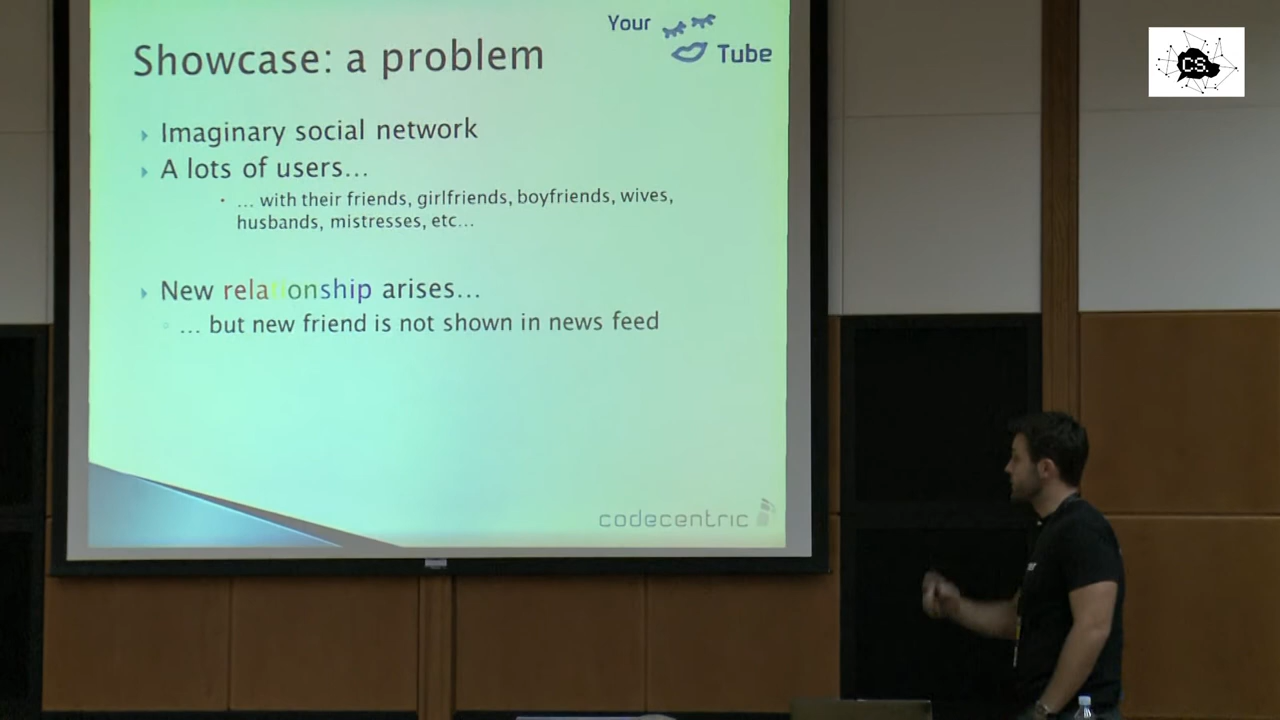 Your
Tube
Showcase: a problem
Imaginary social network
A lots of users...
... with their friends, girlfriends, boyfriends, wives,
husbands, mistresses, etc...
New relationship arises...
... but new friend is not shown in news feed
codecentric
CS.